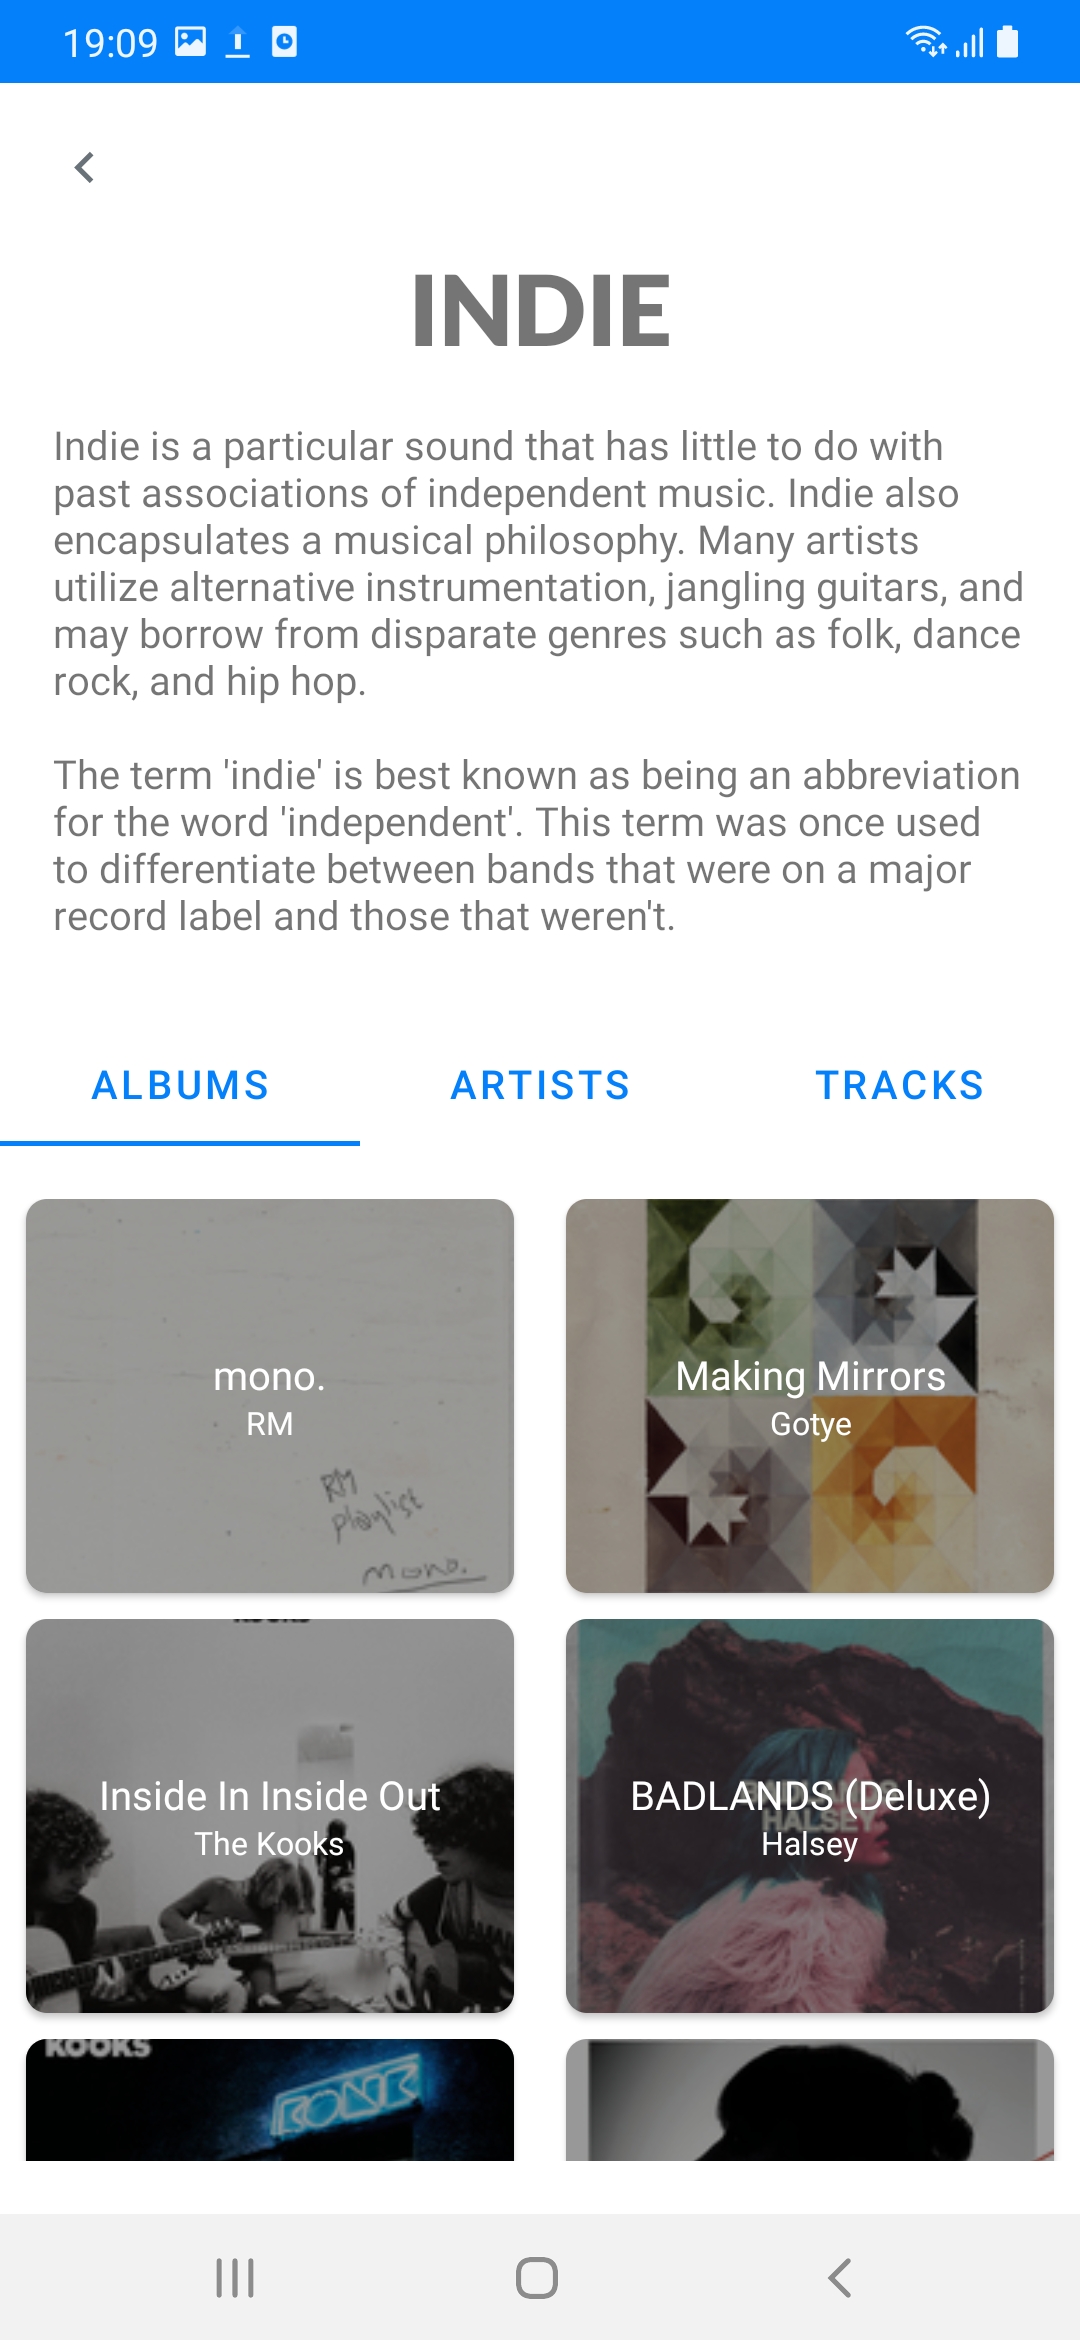 19:09
INDIE
Indie is a particular sound that has little to do with
past associations of independent music. Indie also
encapsulates a musical philosophy. Many artists
utilize alternative instrumentation, jangling guitars, and
may borrow from disparate genres such as folk, dance
rock, and hip hop.
The term 'indie' is best known as being an abbreviation
for the word 'independent'. This term was once used
to differentiate between bands that were on a major
record label and those that weren't.
ALBUMS ARTISTS TRACKS
mono.
RM
RM
playlist
mono.
Making Mirrors
Gotye
Inside In Inside Out
The Kooks
BADLANDS (Deluxe)
HALSEY
Halsey
KOOKS
KONK